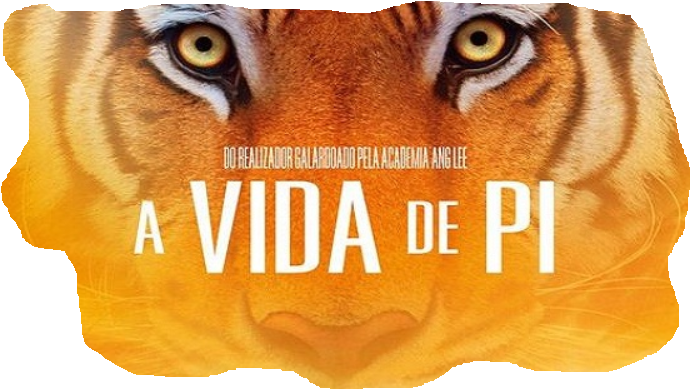 DO REALIZADOR GALARDOADO PELA ACADEMIA ANG LEE
A VIDA DE PI